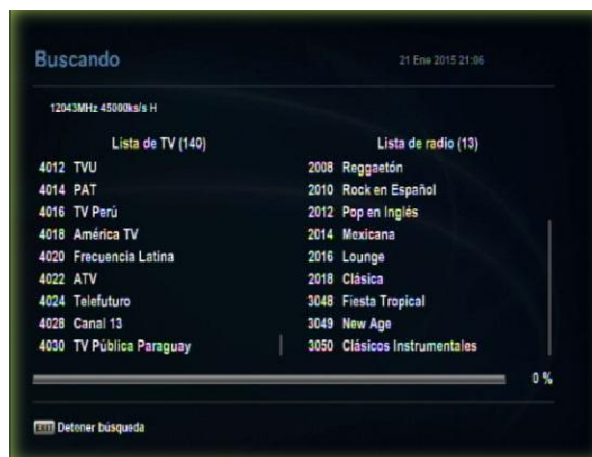 Buscando
21 Ene 2015 21:06
12043MHz 45000ks/s H
Lista de TV (140)
Lista de radio (13)
4012 TVU
2008 Reggaetón
4014 PAT
2010 Rock en Español
4016 TV Perú
2012 Pop en Inglés
4018 América TV
2014 Mexicana
4020 Frecuencia Latina
2016 Lounge
4022 ATV
2018 Clásica
4024 Telefuturo
3048 Fiesta Tropical
4028 Canal 13
3049 New Age
4030 TV Pública Paraguay
3050 Clásicos Instrumentales
0 %
EXIT Detener búsqueda